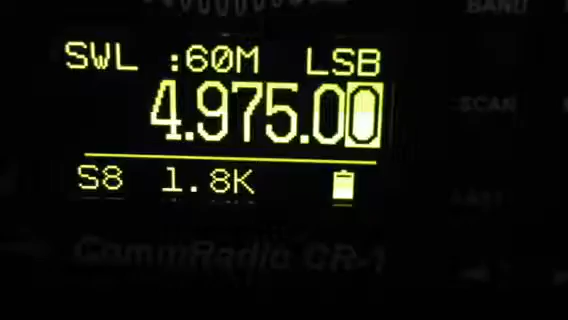 BAND
SWL :60M LSB
4.975.00
SCAN
S8 1.8K
CommRadio CR-1